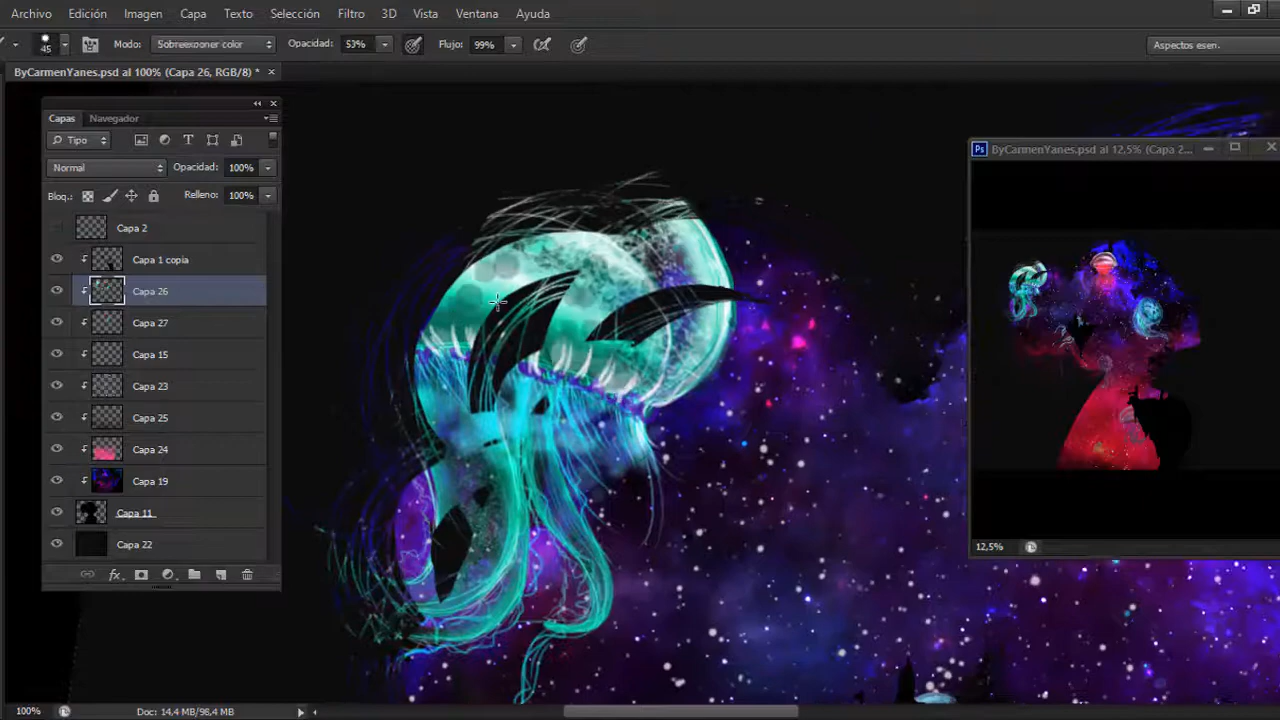 Archivo Edición Imagen Capa Texto Selección Filtro 3D Vista Ventana Ayuda
45 Modo: Sobreexponer color Opacidad: 53% Flujo: 99% Aspectos esen.
ByCarmenYanes.psd al 100% (Capa 26, RGB/8) *
Capas Navegador
Tipo
Normal Opacidad: 100%
Bloq.: Relleno: 100%
Capa 2
Capa 1 copia
Capa 26
Capa 27
Capa 15
Capa 23
Capa 25
Capa 24
Capa 19
Capa 11
Capa 22
fx
Ps ByCarmenYanes.psd al 12,5% (Capa 2...
12,5%
100% Doc: 14,4 MB/98,4 MB